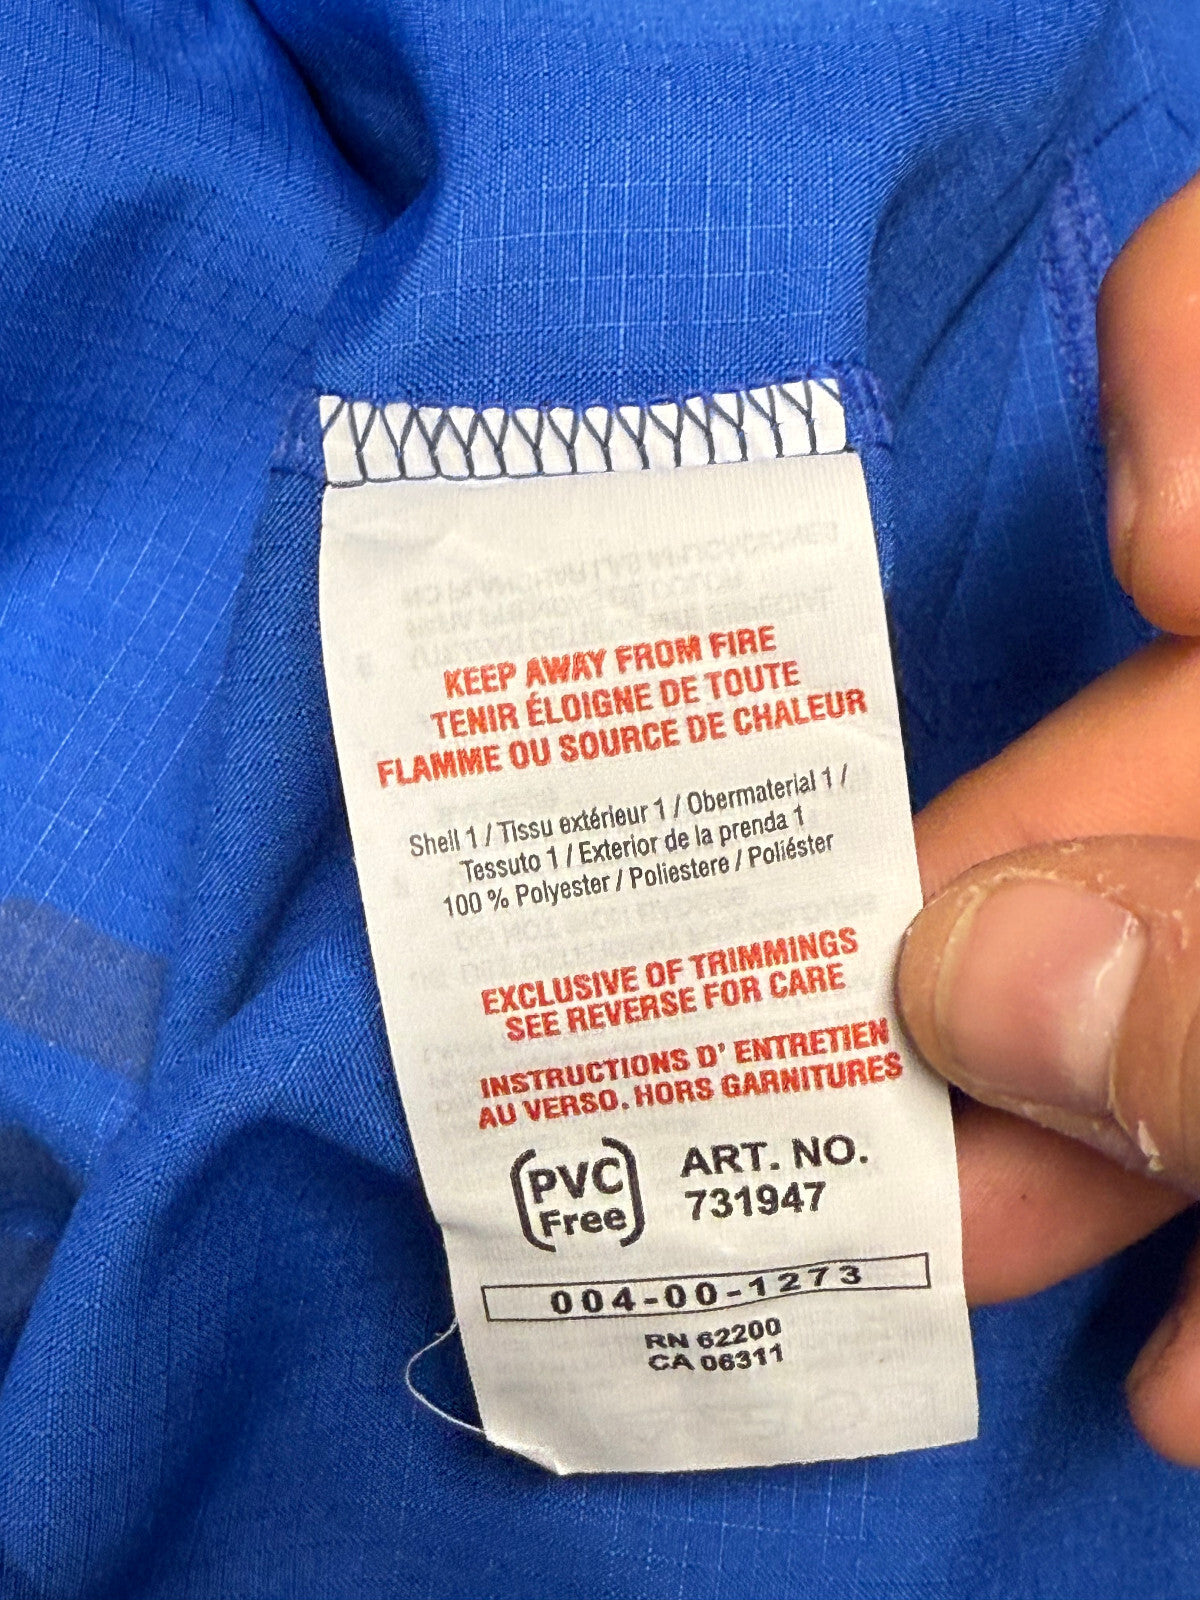 KEEP AWAY FROM FIRE
TENIR ÉLOIGNE DE TOUTE
FLAMME OU SOURCE DE CHALEUR
Shell 1 / Tissu extérieur 1 / Obermaterial 1 /
Tessuto 1 / Exterior de la prenda 1
100 % Polyester / Poliestere / Poliéster
EXCLUSIVE OF TRIMMINGS
SEE REVERSE FOR CARE
INSTRUCTIONS D' ENTRETIEN
AU VERSO. HORS GARNITURES
PVC
Free
ART. NO.
731947
004-00-1273
RN 62200
CA 06311